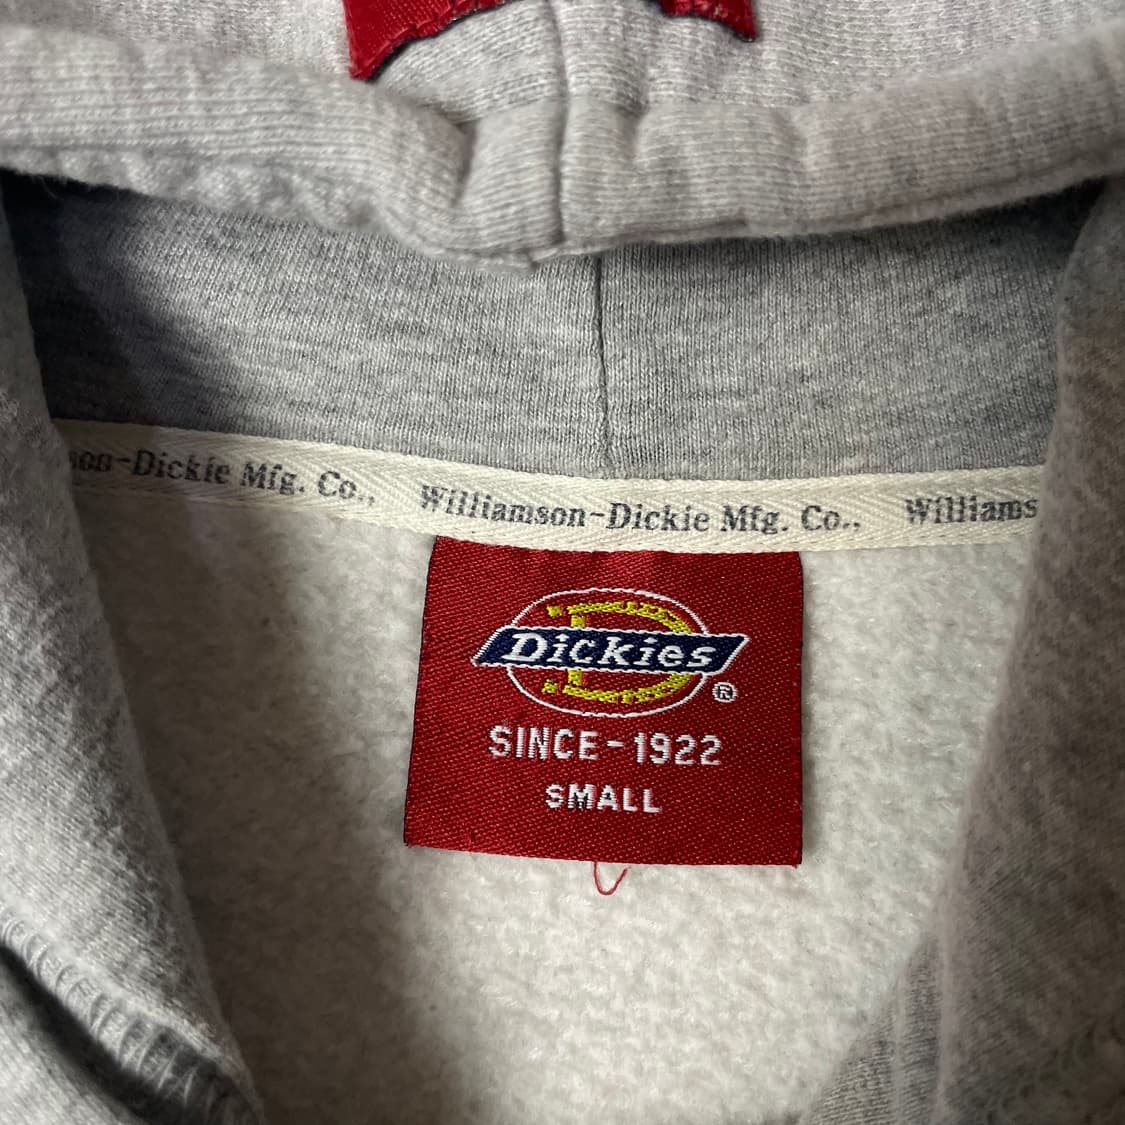 son-Dickie Mfg. Co., Williamson-Dickie Mfg. Co., Williams
Dickies®
SINCE-1922
SMALL